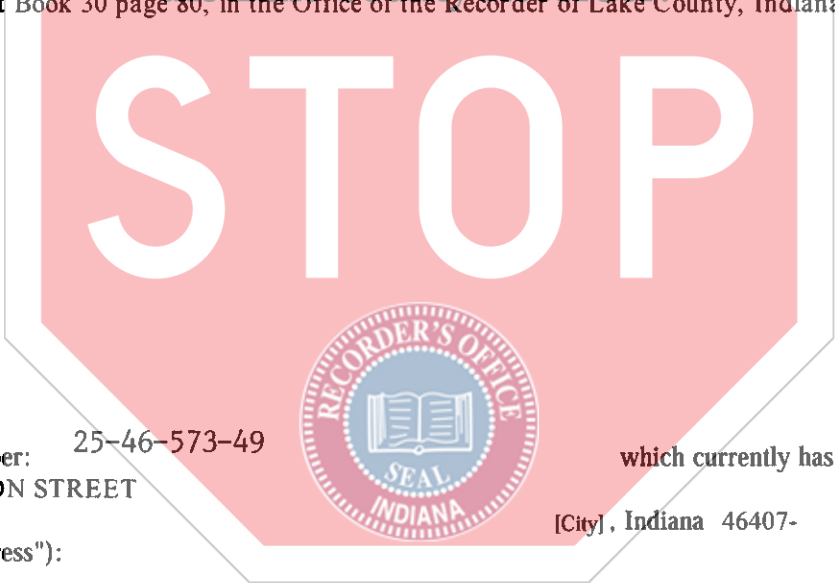 Book 30 page 80, in the Office of the Recorder of Lake County, Indiana
STOP
RECORDER'S OFFICE
SEAL
INDIANA
er: 25-46-573-49 which currently has
ON STREET
[City], Indiana 46407-
ess"):